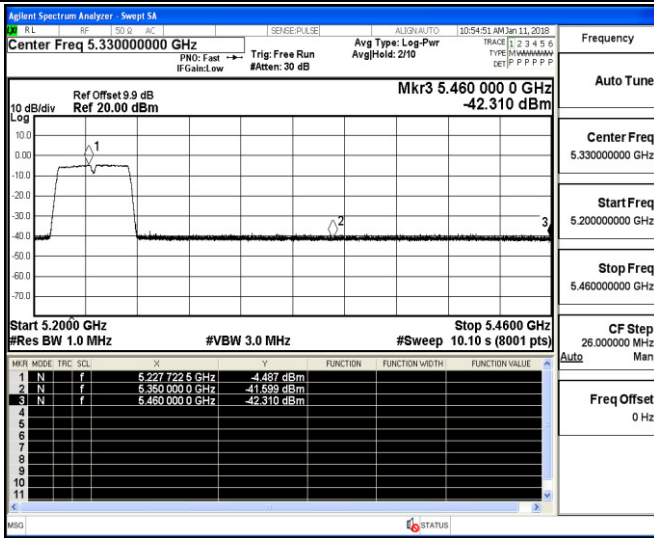 Agilent Spectrum Analyzer - Swept SA
RL RF 50 Ω AC SENSE:PULSE ALIGN AUTO 10:54:51 AM Jan 11, 2018
Center Freq 5.330000000 GHz
PNO: Fast
IFGain:Low
Trig: Free Run
#Atten: 30 dB
Avg Type: Log-Pwr
Avg|Hold: 2/10
TRACE 1 2 3 4 5 6
TYPE MWWWWW
DET P P P P P P
Frequency
Auto Tune
Center Freq
5.330000000 GHz
Start Freq
5.200000000 GHz
Stop Freq
5.460000000 GHz
CF Step
26.000000 MHz
Auto Man
Freq Offset
0 Hz
Mkr3 5.460 000 0 GHz
-42.310 dBm
Ref Offset 9.9 dB
Ref 20.00 dBm
10 dB/div
Log
10.0
0.00
-10.0
-20.0
-30.0
-40.0
-50.0
-60.0
-70.0
1
2
3
Start 5.2000 GHz Stop 5.4600 GHz
#Res BW 1.0 MHz #VBW 3.0 MHz #Sweep 10.10 s (8001 pts)
MKR MODE TRC SCL X Y FUNCTION FUNCTION WIDTH FUNCTION VALUE
1 N f 5.227 722 5 GHz -4.487 dBm
2 N f 5.350 000 0 GHz -41.599 dBm
3 N f 5.460 000 0 GHz -42.310 dBm
4
5
6
7
8
9
10
11
MSG STATUS